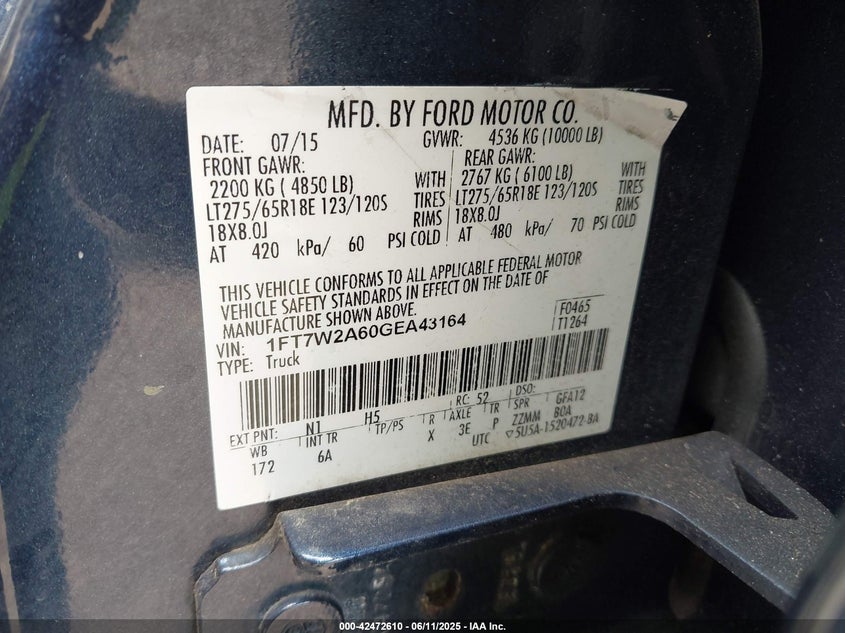 MFD. BY FORD MOTOR CO.
DATE: 07/15 GVWR: 4536 KG (10000 LB)
FRONT GAWR: REAR GAWR:
2200 KG ( 4850 LB) WITH 2767 KG ( 6100 LB) WITH
LT275/65R18E 123/120S TIRES LT275/65R18E 123/120S TIRES
18X8.0J RIMS 18X8.0J RIMS
AT 420 kPa/ 60 PSI COLD AT 480 kPa/ 70 PSI COLD
THIS VEHICLE CONFORMS TO ALL APPLICABLE FEDERAL MOTOR
VEHICLE SAFETY STANDARDS IN EFFECT ON THE DATE OF
MANUFACTURE SHOWN ABOVE.
VIN: 1FT7W2A60GEA43164 F0465
TYPE: Truck T1264
RC: 52 DSO:
EXT PNT: N1 H5
WB INT TR TP/PS R AXLE TR SPR GFA12
172 6A X 3E P ZZMM BOA
UTC ▽5U5A-1520472-BA
000-42472610 - 06/11/2025 - IAA Inc.